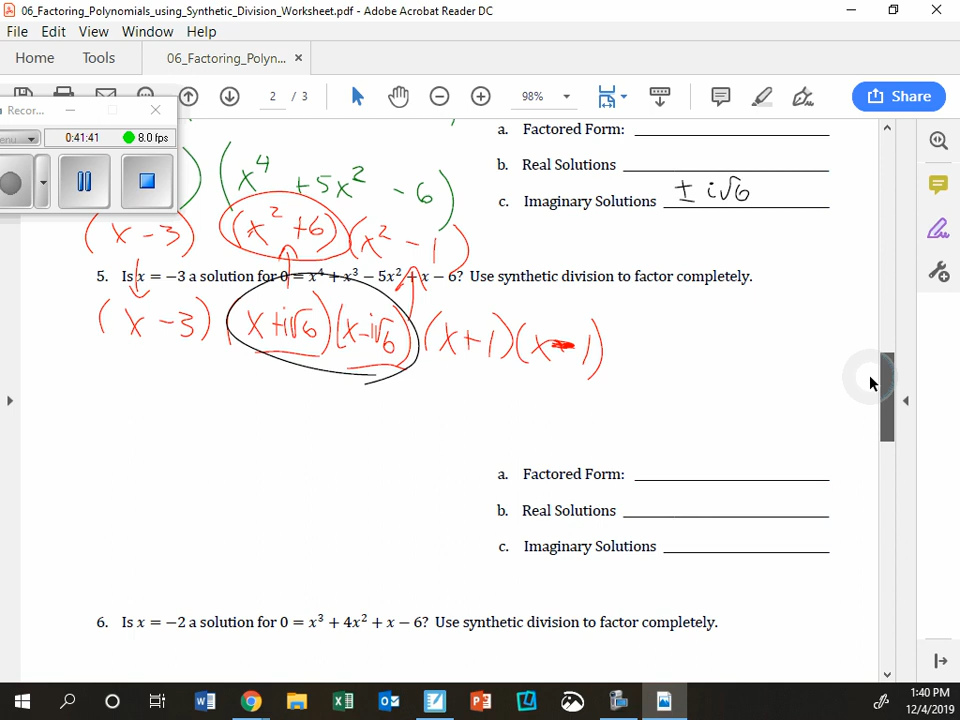 06_Factoring_Polynomials_using_Synthetic_Division_Worksheet.pdf - Adobe Acrobat Reader DC
File Edit View Window Help
Home Tools 06_Factoring_Polyn... ×
2 / 3 98% Share
Recor...
enu 0:41:41 8.0 fps
a. Factored Form:
(x⁴ + 5x² - 6)
b. Real Solutions
c. Imaginary Solutions ± i√6
(x - 3) (x² + 6)(x² - 1)
5. Is x = −3 a solution for 0 = x⁴ + x³ − 5x² + x − 6? Use synthetic division to factor completely.
(x - 3) (x + i√6)(x - i√6) (x + 1)(x - 1)
a. Factored Form:
b. Real Solutions
c. Imaginary Solutions
6. Is x = −2 a solution for 0 = x³ + 4x² + x − 6? Use synthetic division to factor completely.
1:40 PM
12/4/2019